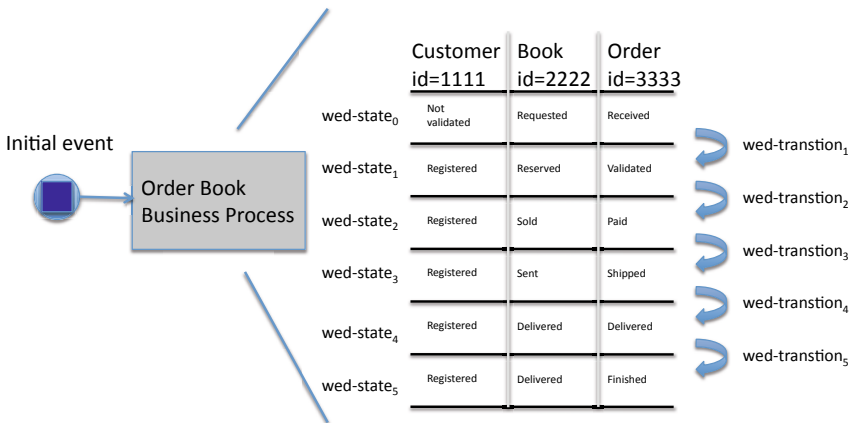 Customer Book Order
id=1111 id=2222 id=3333
wed-state0 Not validated Requested Received
Initial event
wed-transtion1
wed-state1 Registered Reserved Validated
Order Book
Business Process
wed-transtion2
wed-state2 Registered Sold Paid
wed-transtion3
wed-state3 Registered Sent Shipped
wed-transtion4
wed-state4 Registered Delivered Delivered
wed-transtion5
wed-state5 Registered Delivered Finished